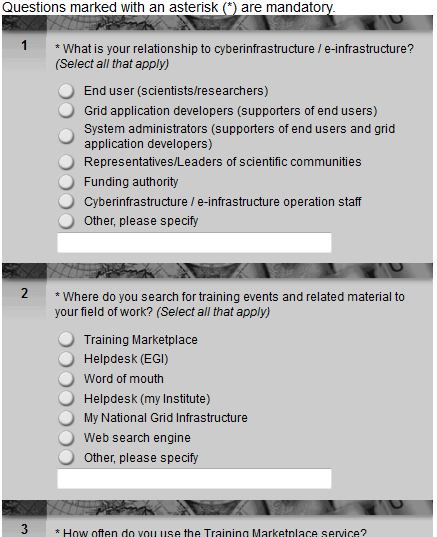 Questions marked with an asterisk (*) are mandatory.
1
* What is your relationship to cyberinfrastructure / e-infrastructure?
(Select all that apply)
End user (scientists/researchers)
Grid application developers (supporters of end users)
System administrators (supporters of end users and grid
application developers)
Representatives/Leaders of scientific communities
Funding authority
Cyberinfrastructure / e-infrastructure operation staff
Other, please specify
2
* Where do you search for training events and related material to
your field of work? (Select all that apply)
Training Marketplace
Helpdesk (EGI)
Word of mouth
Helpdesk (my Institute)
My National Grid Infrastructure
Web search engine
Other, please specify
3
* How often do you use the Training Marketplace service?